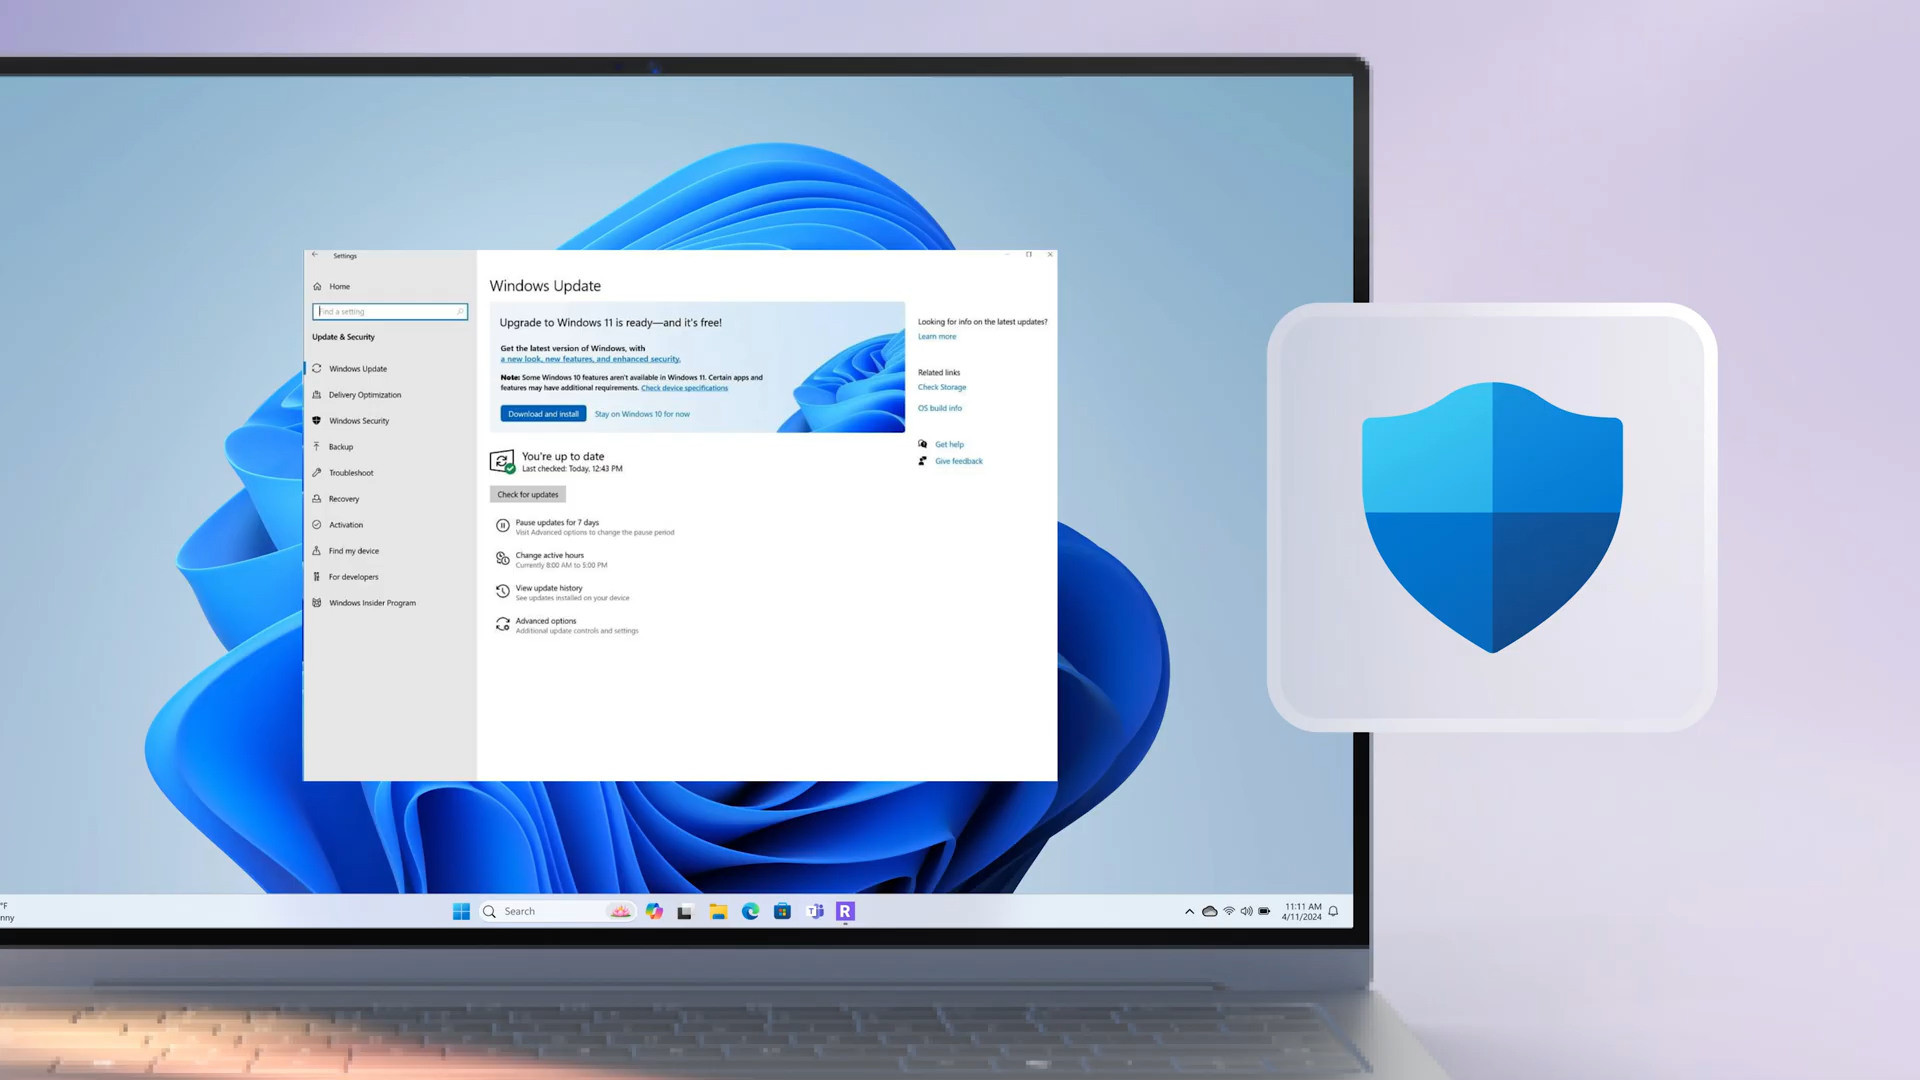 Settings
Home
Find a setting
Update & Security
Windows Update
Delivery Optimization
Windows Security
Backup
Troubleshoot
Recovery
Activation
Find my device
For developers
Windows Insider Program
Windows Update
Upgrade to Windows 11 is ready—and it's free!
Get the latest version of Windows, with
a new look, new features, and enhanced security.
Note: Some Windows 10 features aren't available in Windows 11. Certain apps and
features may have additional requirements. Check device specifications
Download and install
Stay on Windows 10 for now
You're up to date
Last checked: Today, 12:43 PM
Check for updates
Pause updates for 7 days
Visit Advanced options to change the pause period
Change active hours
Currently 8:00 AM to 5:00 PM
View update history
See updates installed on your device
Advanced options
Additional update controls and settings
Looking for info on the latest updates?
Learn more
Related links
Check Storage
OS build info
Get help
Give feedback
°F
nny
Search
R
11:11 AM
4/11/2024